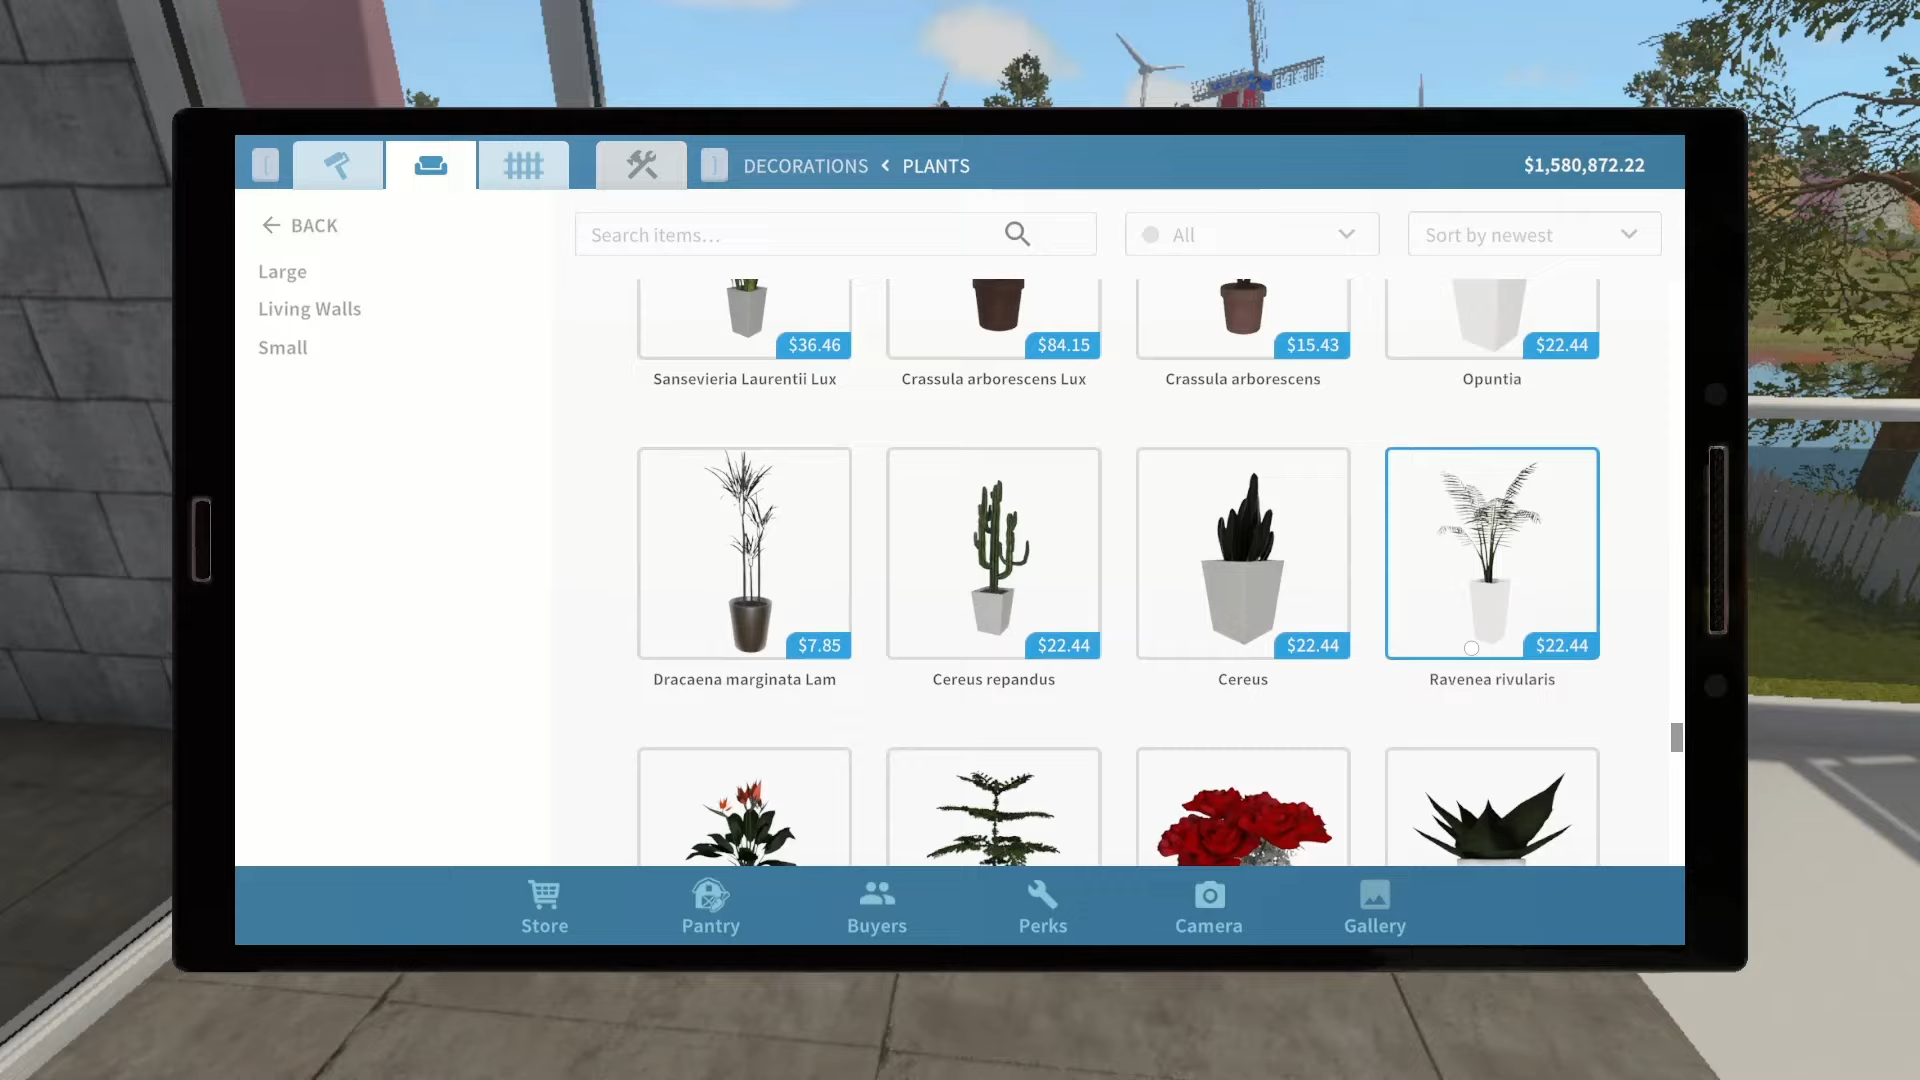 DECORATIONS < PLANTS
$1,580,872.22
BACK
Search items...
All
Sort by newest
Large
Living Walls
Small
$36.46
$84.15
$15.43
$22.44
Sansevieria Laurentii Lux
Crassula arborescens Lux
Crassula arborescens
Opuntia
$7.85
$22.44
$22.44
$22.44
Dracaena marginata Lam
Cereus repandus
Cereus
Ravenea rivularis
Store
Pantry
Buyers
Perks
Camera
Gallery